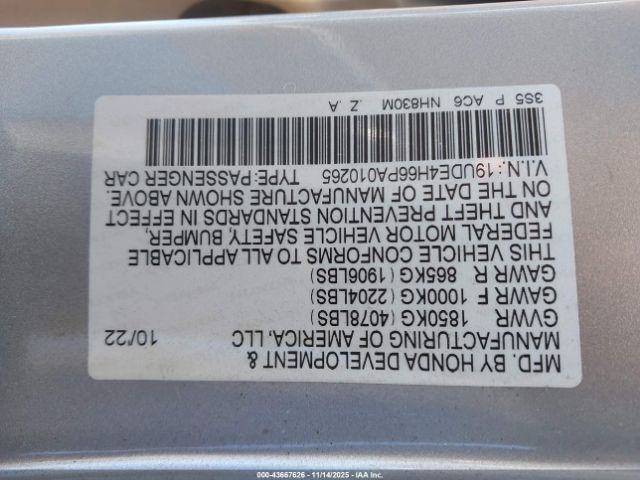 MFD. BY HONDA DEVELOPMENT &
MANUFACTURING OF AMERICA, LLC 10/22
GVWR 1850KG (4078LBS)
GAWR F 1000KG (2204LBS)
GAWR R 865KG (1906LBS)
THIS VEHICLE CONFORMS TO ALL APPLICABLE
FEDERAL MOTOR VEHICLE SAFETY, BUMPER,
AND THEFT PREVENTION STANDARDS IN EFFECT
ON THE DATE OF MANUFACTURE SHOWN ABOVE.
V.I.N.: 19UDE4H66PA010265 TYPE:PASSENGER CAR
3S5 P AC6 NH830M .Z .A
000-43667626 - 11/14/2025 - IAAI.COM